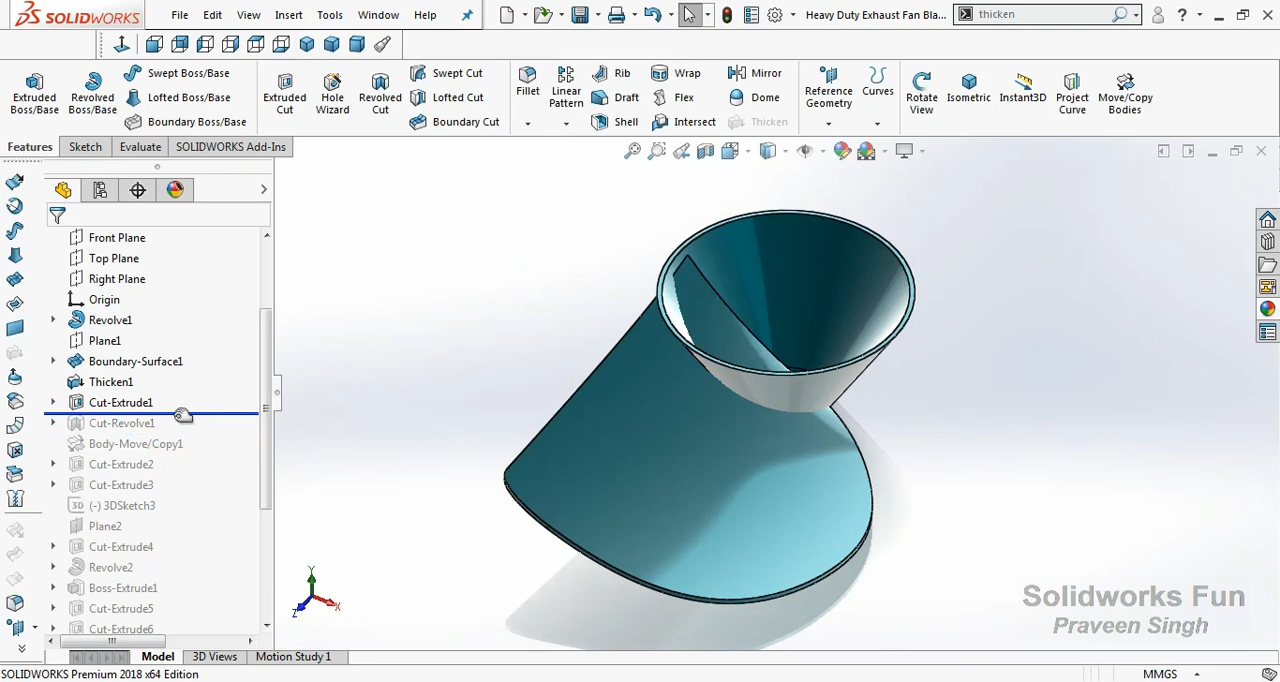 SOLIDWORKS File Edit View Insert Tools Window Help Heavy Duty Exhaust Fan Bla... thicken
Extruded Boss/Base
Revolved Boss/Base
Swept Boss/Base
Lofted Boss/Base
Boundary Boss/Base
Extruded Cut
Hole Wizard
Revolved Cut
Swept Cut
Lofted Cut
Boundary Cut
Fillet
Linear Pattern
Rib
Draft
Shell
Wrap
Flex
Intersect
Mirror
Dome
Thicken
Reference Geometry
Curves
Rotate View
Isometric
Instant3D
Project Curve
Move/Copy Bodies
Features Sketch Evaluate SOLIDWORKS Add-Ins
Front Plane
Top Plane
Right Plane
Origin
Revolve1
Plane1
Boundary-Surface1
Thicken1
Cut-Extrude1
Cut-Revolve1
Body-Move/Copy1
Cut-Extrude2
Cut-Extrude3
3D (-) 3DSketch3
Plane2
Cut-Extrude4
Revolve2
Boss-Extrude1
Cut-Extrude5
Cut-Extrude6
Y
X
Z
Solidworks Fun
Praveen Singh
Model 3D Views Motion Study 1
SOLIDWORKS Premium 2018 x64 Edition MMGS